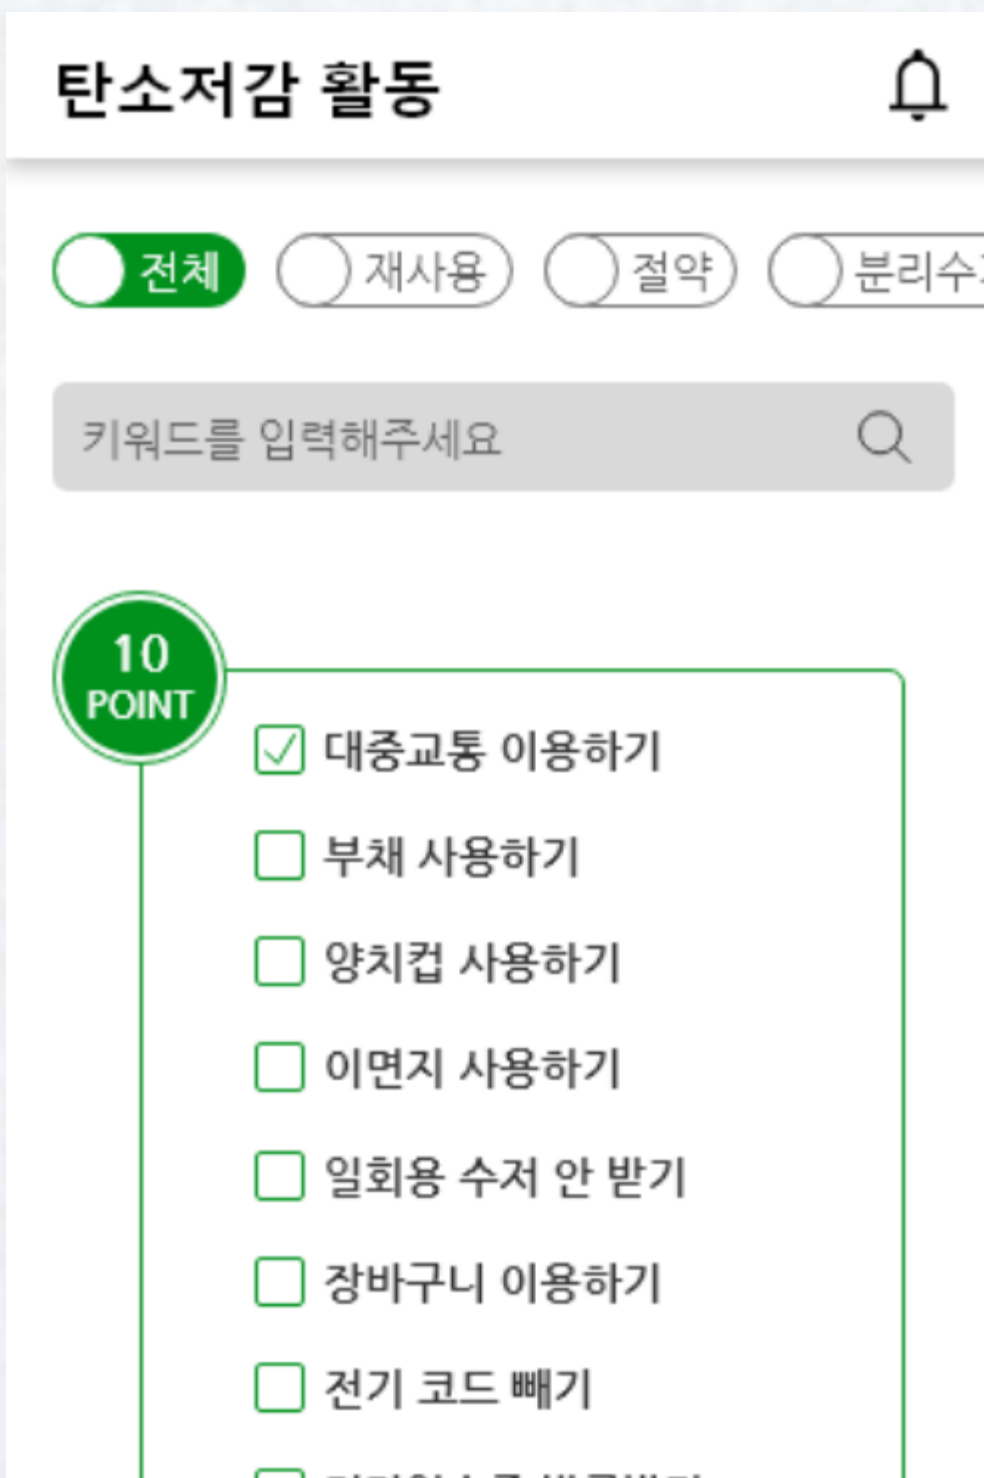 탄소저감 활동
전체 재사용 절약 분리수
키워드를 입력해주세요
10
POINT
대중교통 이용하기
부채 사용하기
양치컵 사용하기
이면지 사용하기
일회용 수저 안 받기
장바구니 이용하기
전기 코드 빼기